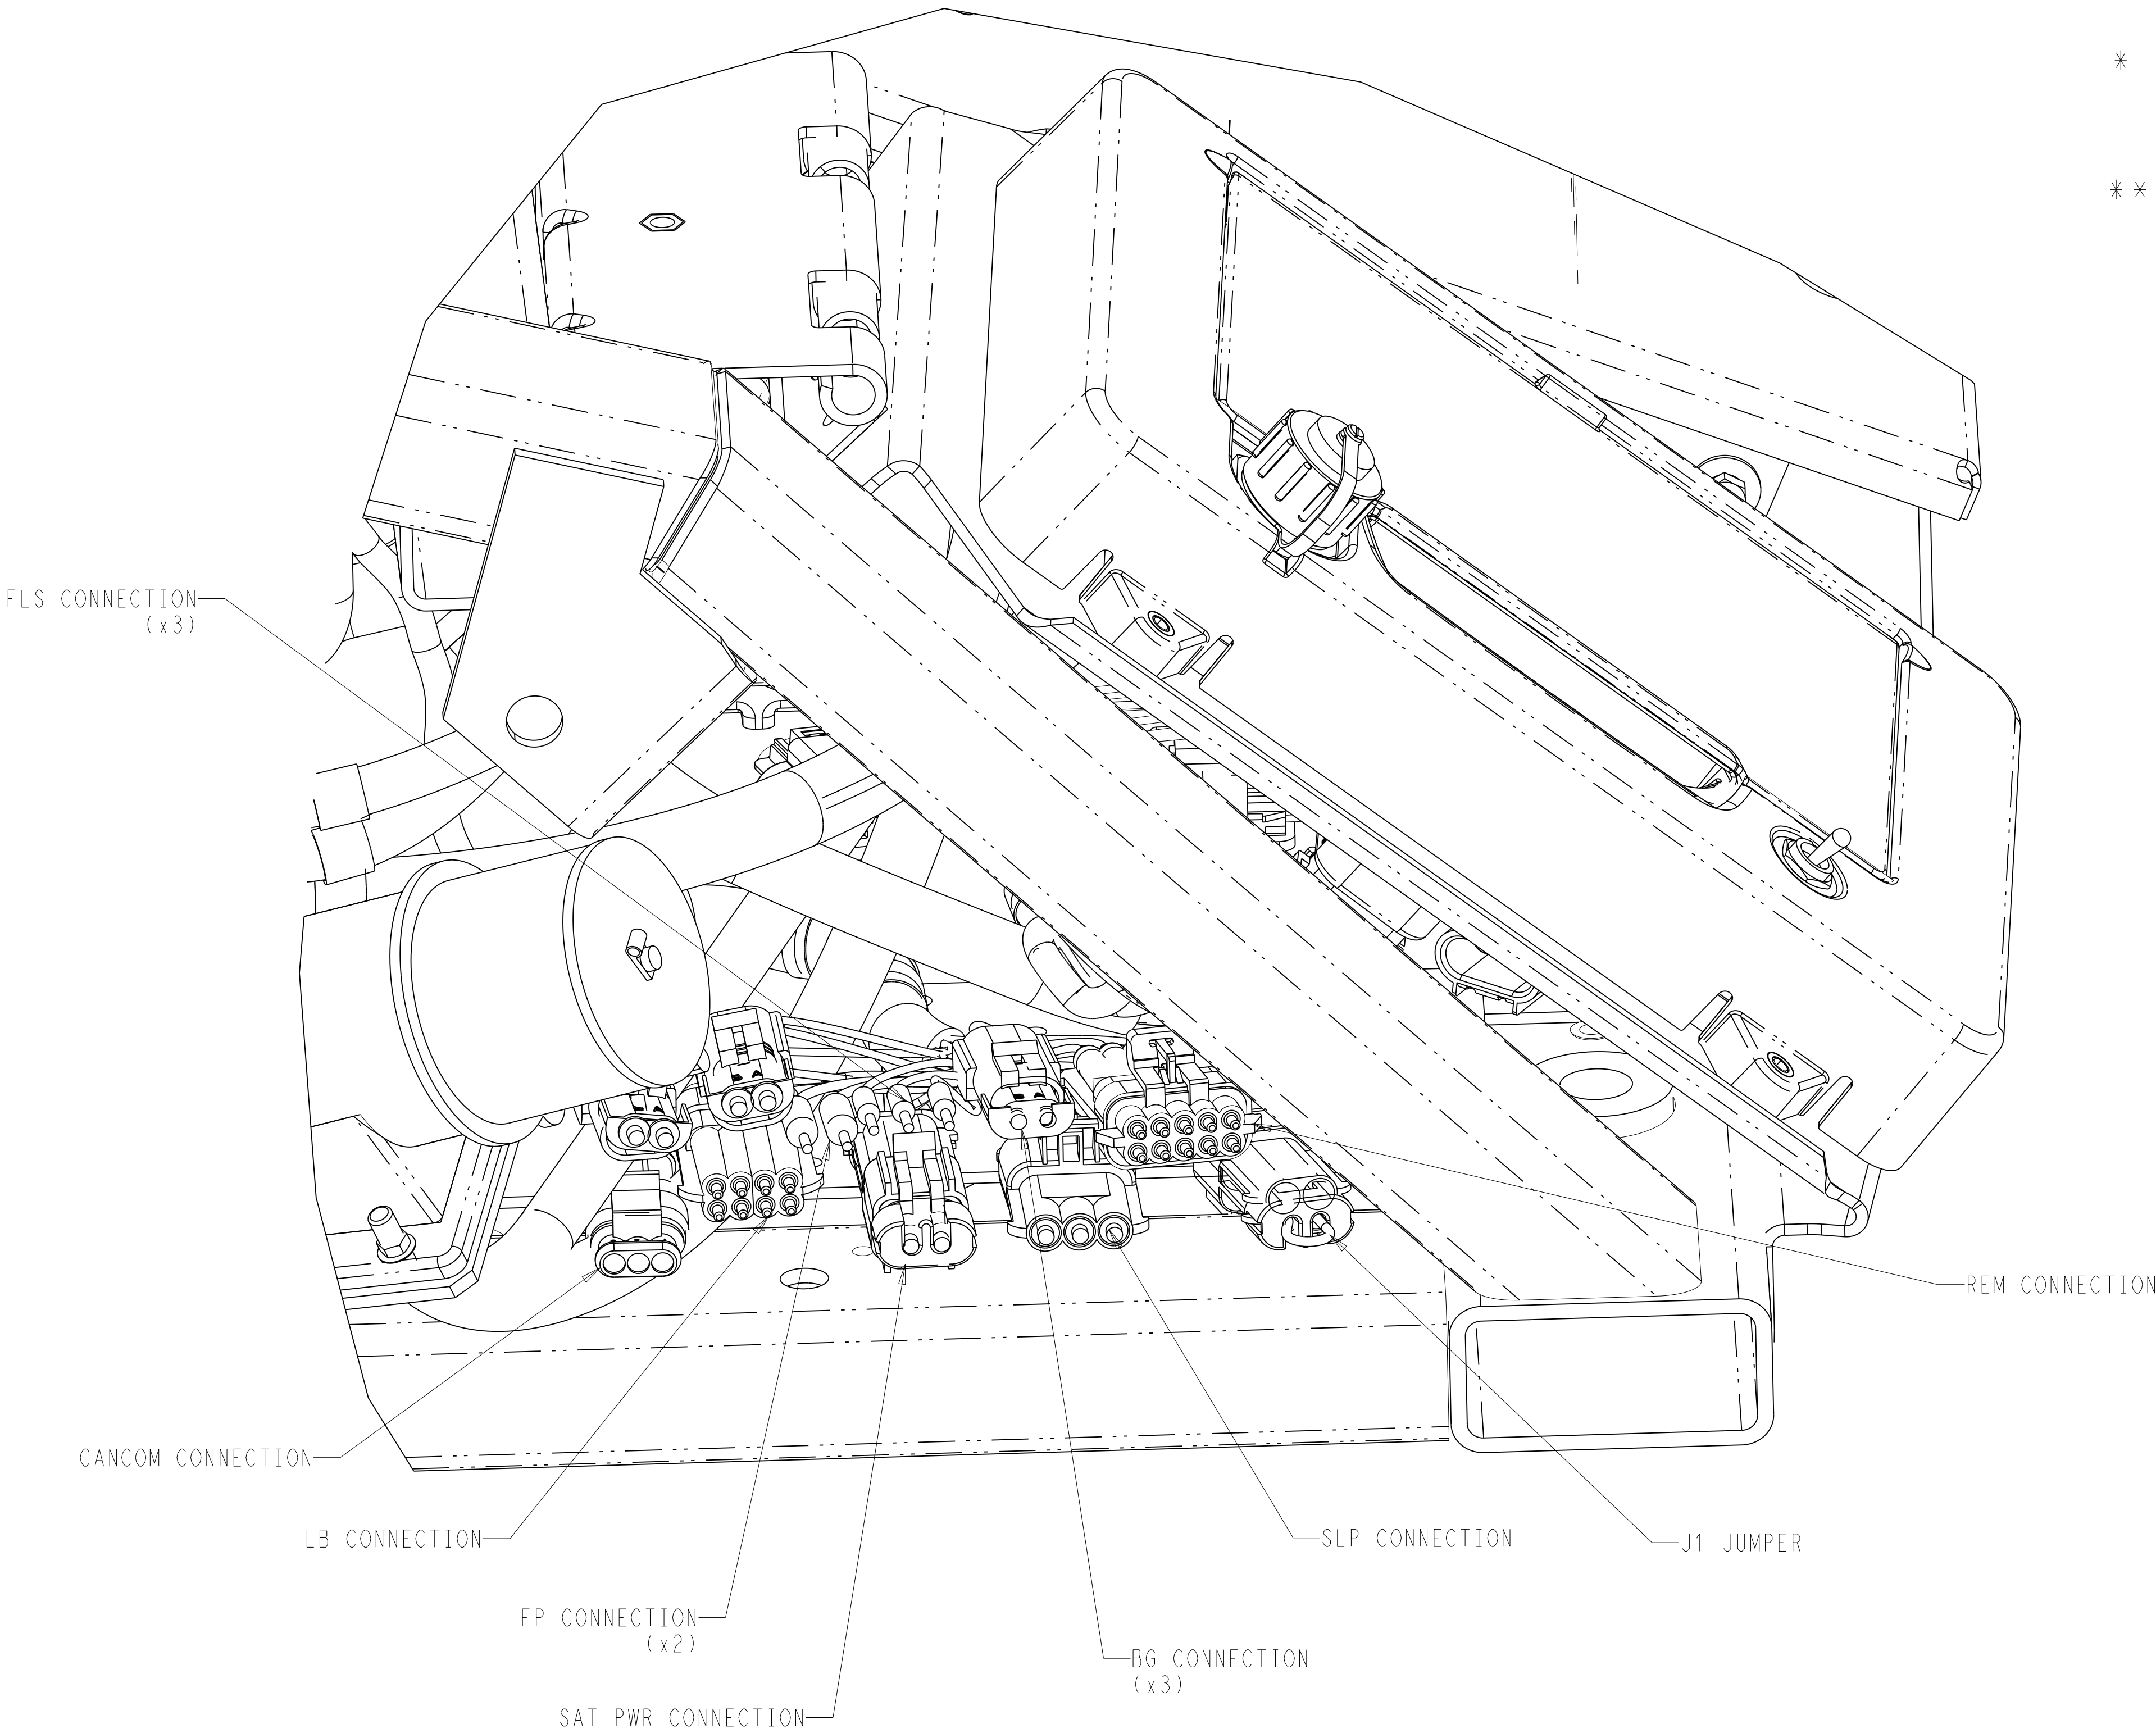 *
* *
FLS CONNECTION
(x3)
REM CONNECTION
CANCOM CONNECTION
LB CONNECTION
SLP CONNECTION
J1 JUMPER
FP CONNECTION
(x2)
BG CONNECTION
(x3)
SAT PWR CONNECTION